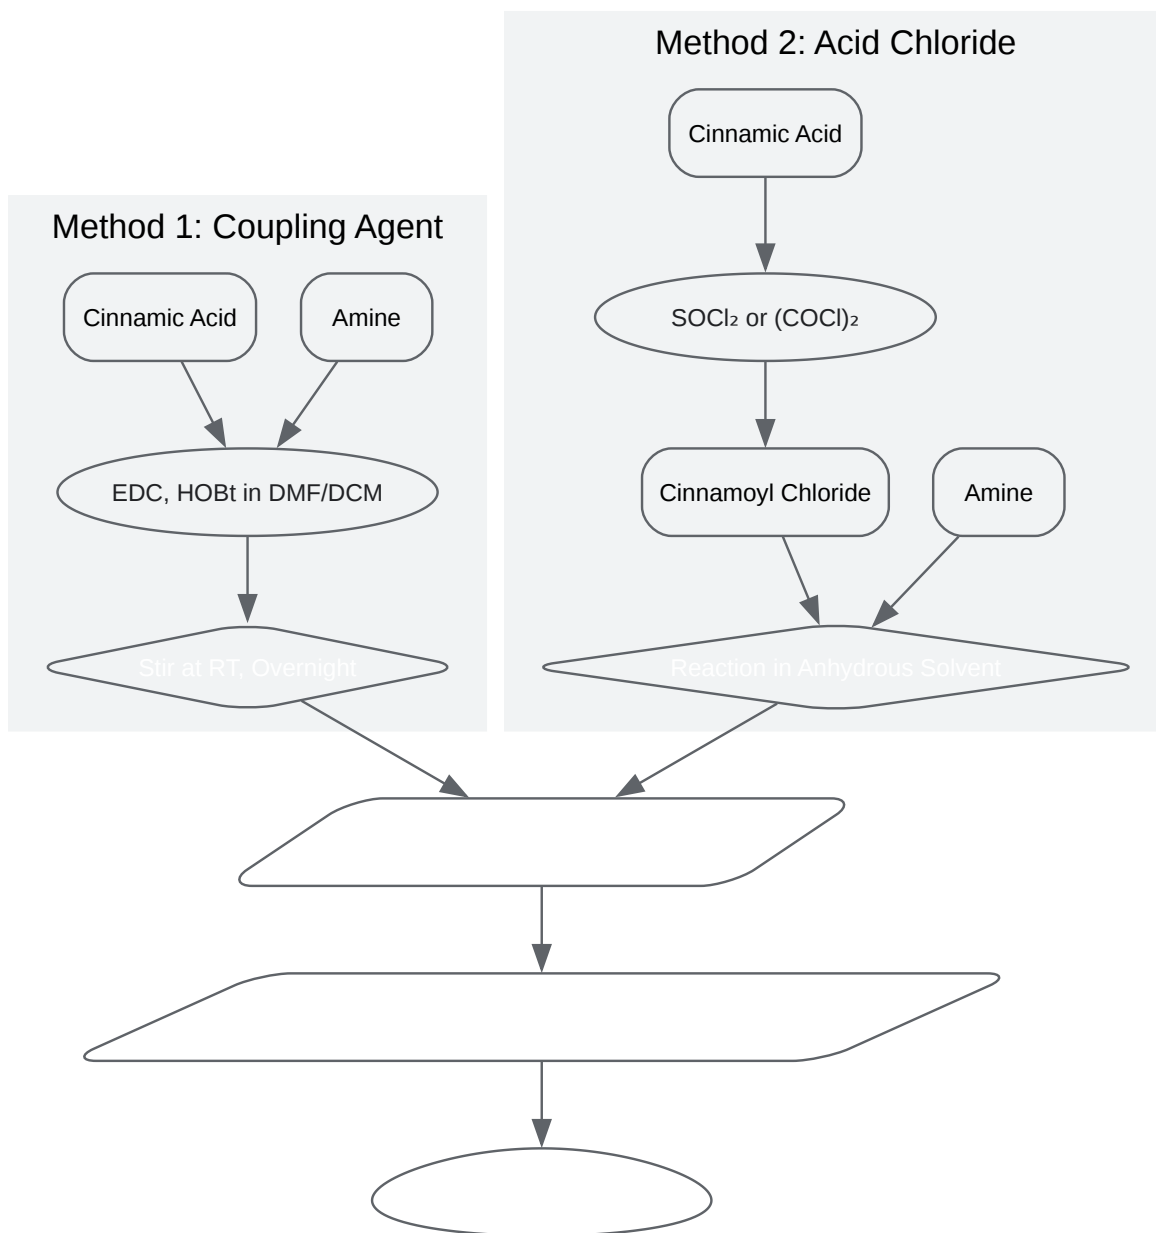 Method 2: Acid Chloride
Cinnamic Acid
Method 1: Coupling Agent
Cinnamic Acid
Amine
SOCl₂ or (COCl)₂
EDC, HOBt in DMF/DCM
Cinnamoyl Chloride
Amine
Stir at RT, Overnight
Reaction in Anhydrous Solvent